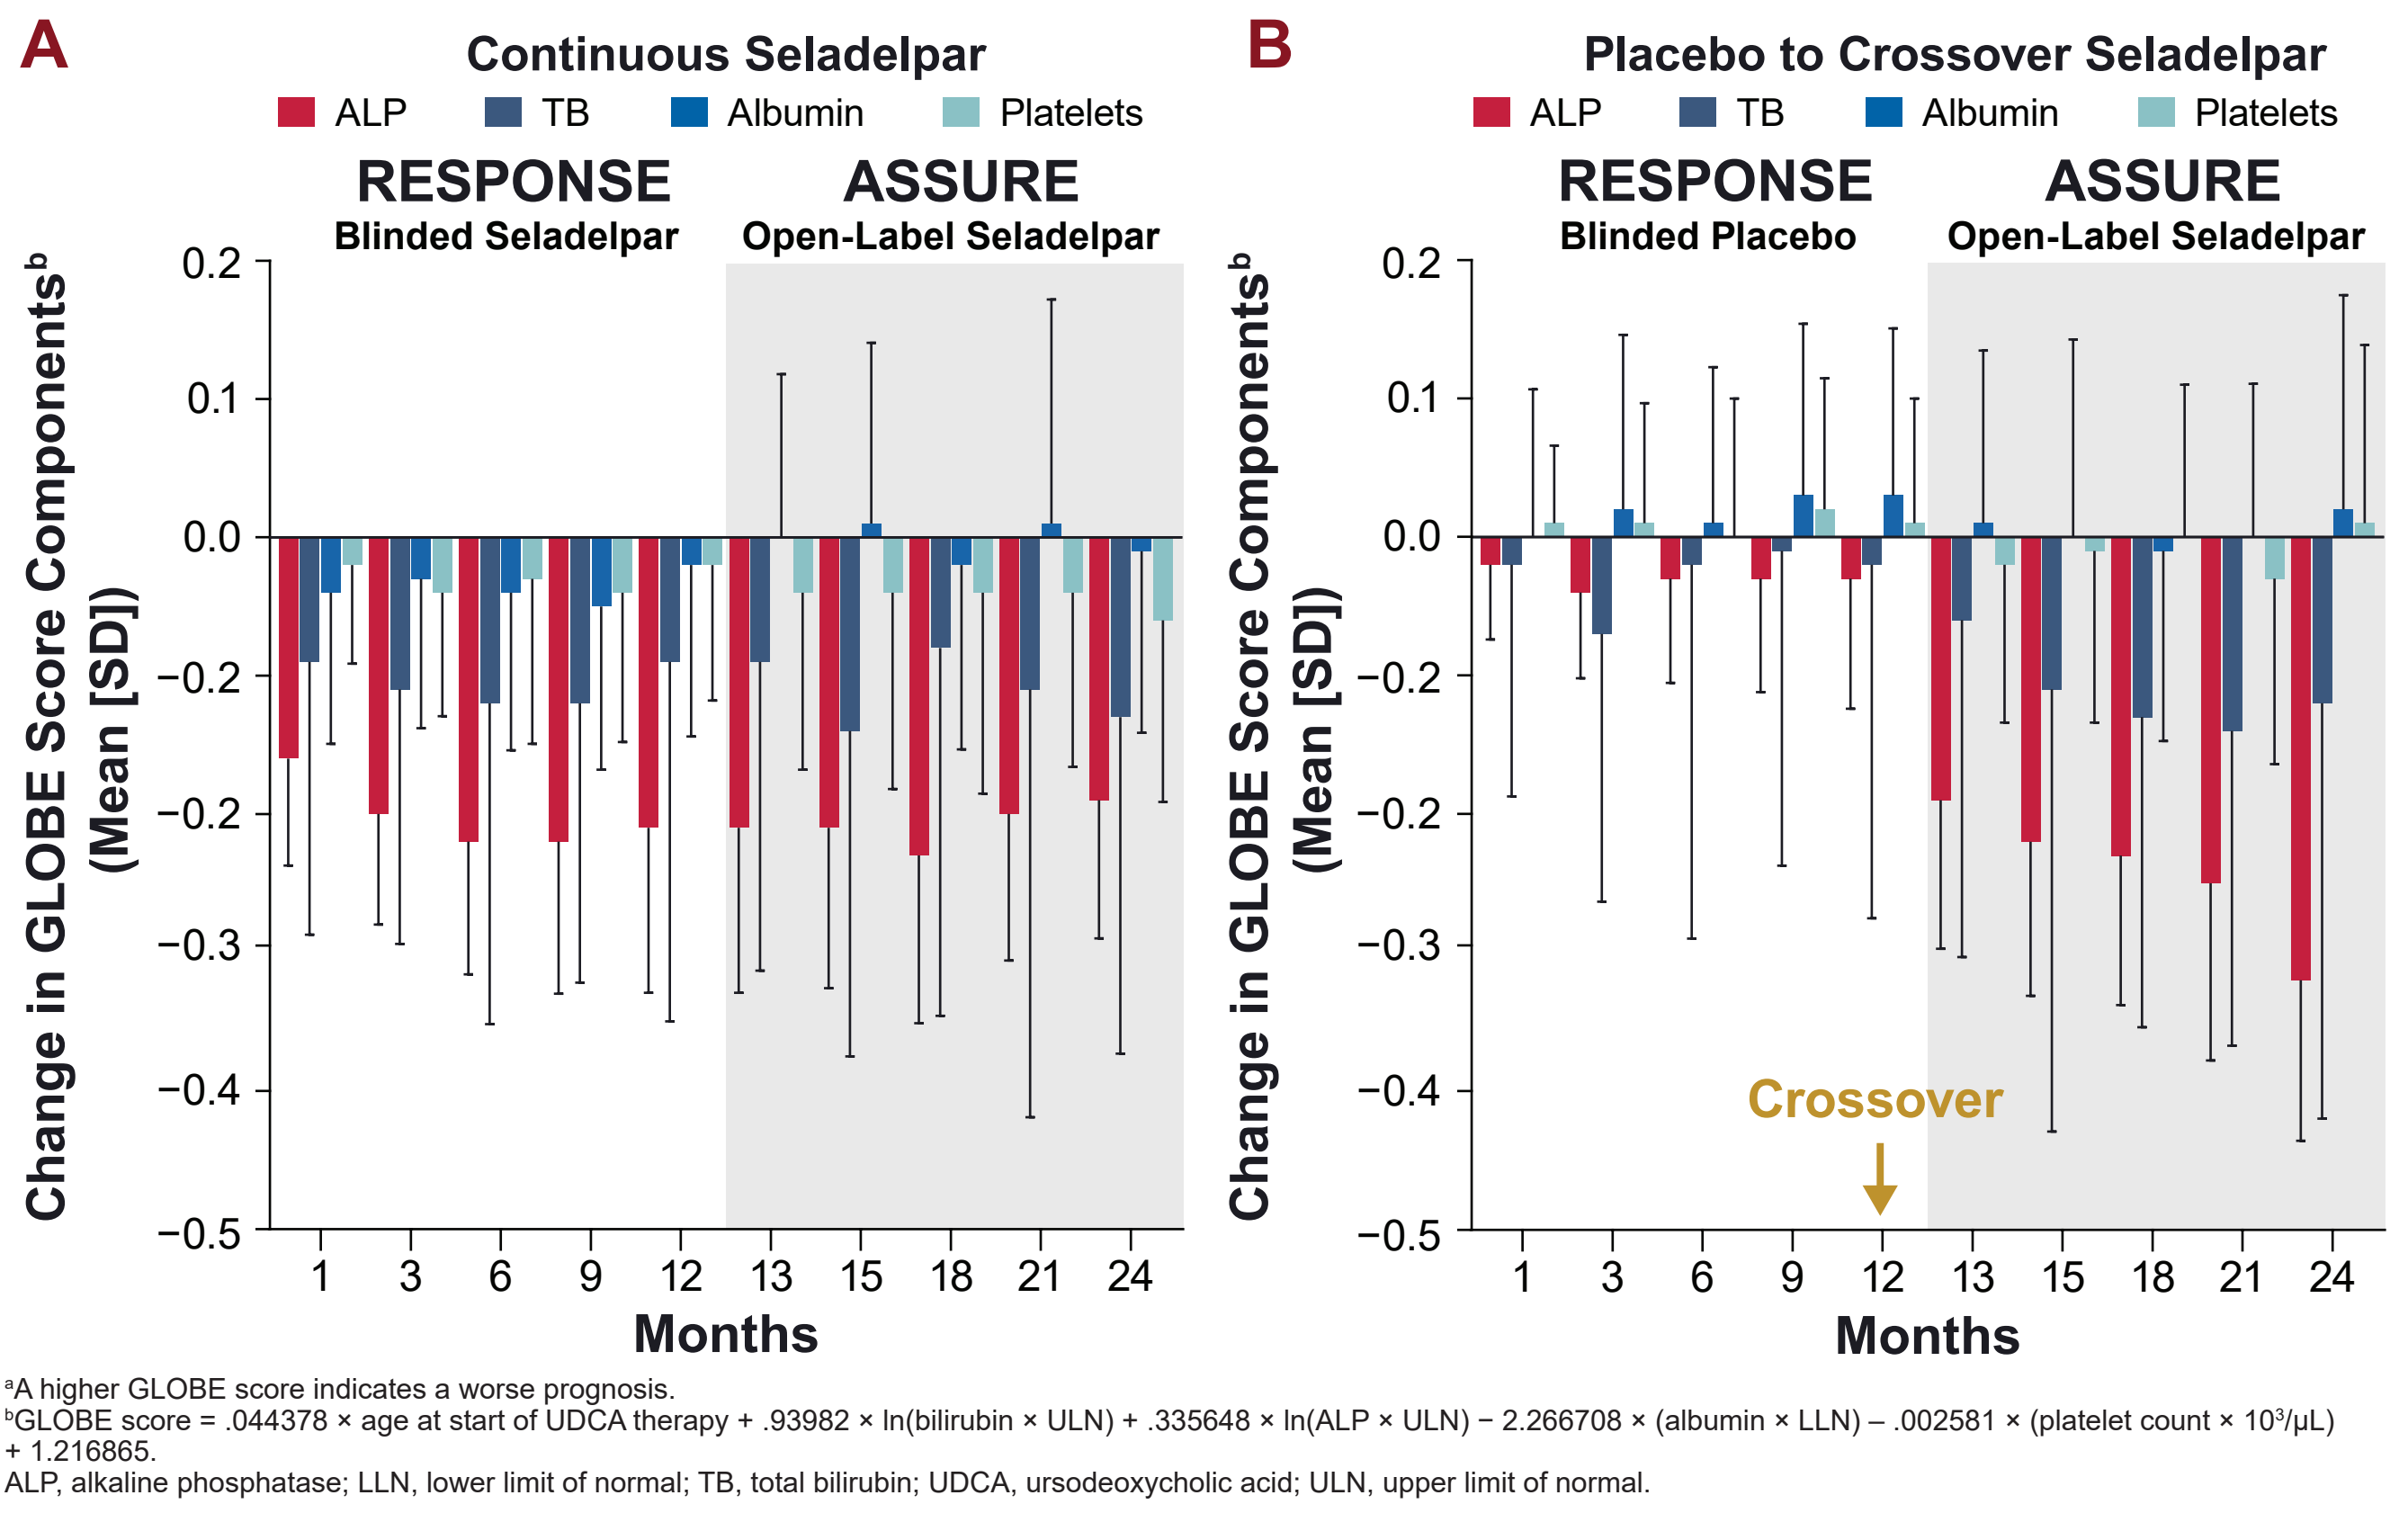 A
Continuous Seladelpar
ALP TB Albumin Platelets
RESPONSE ASSURE
Blinded Seladelpar Open-Label Seladelpar
Change in GLOBE Score Componentsᵇ
(Mean [SD])
0.2
0.1
0.0
−0.2
−0.2
−0.3
−0.4
−0.5
1 3 6 9 12 13 15 18 21 24
Months
B
Placebo to Crossover Seladelpar
ALP TB Albumin Platelets
RESPONSE ASSURE
Blinded Placebo Open-Label Seladelpar
Change in GLOBE Score Componentsᵇ
(Mean [SD])
0.2
0.1
0.0
−0.2
−0.2
−0.3
−0.4
−0.5
Crossover
1 3 6 9 12 13 15 18 21 24
Months
ᵃA higher GLOBE score indicates a worse prognosis.
ᵇGLOBE score = .044378 × age at start of UDCA therapy + .93982 × ln(bilirubin × ULN) + .335648 × ln(ALP × ULN) − 2.266708 × (albumin × LLN) – .002581 × (platelet count × 10³/µL)
+ 1.216865.
ALP, alkaline phosphatase; LLN, lower limit of normal; TB, total bilirubin; UDCA, ursodeoxycholic acid; ULN, upper limit of normal.